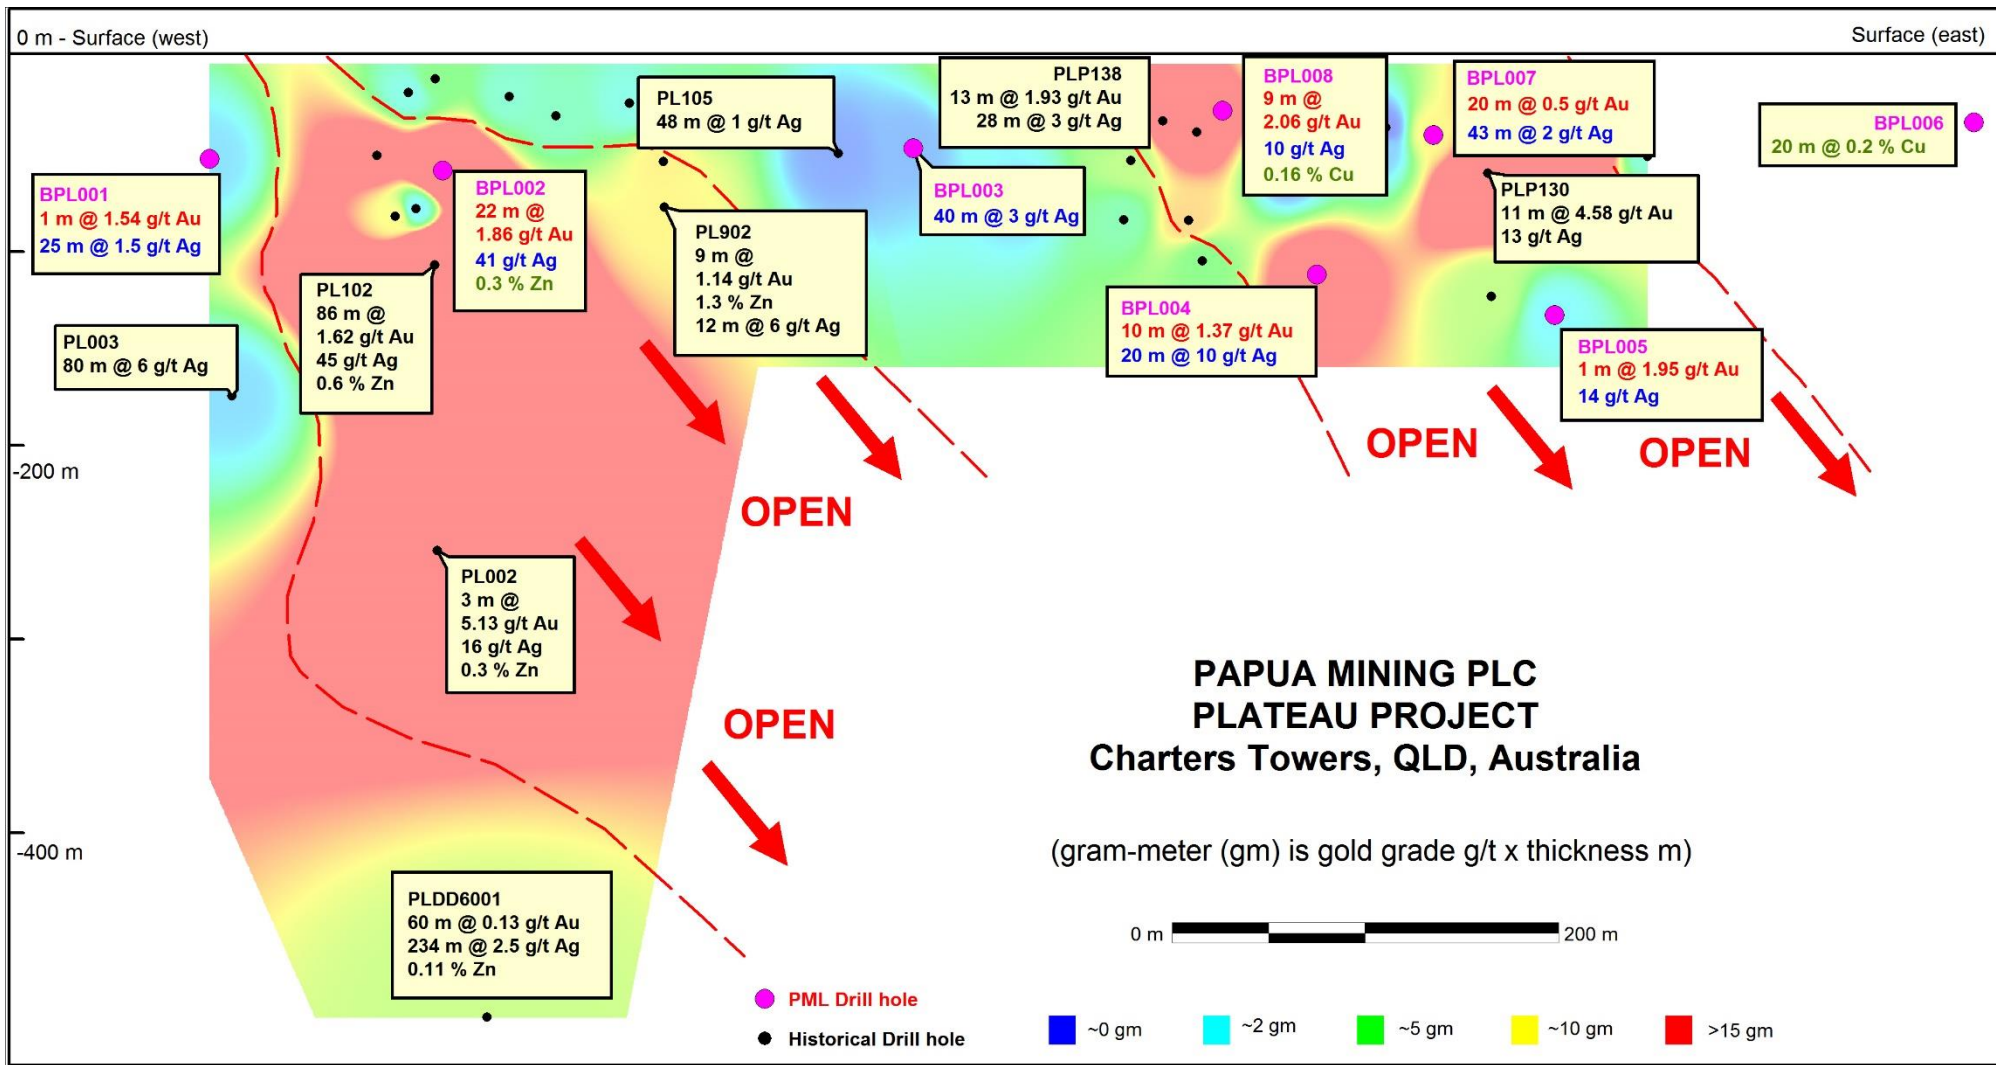 0 m - Surface (west)
Surface (east)
PL105
48 m @ 1 g/t Ag
PLP138
13 m @ 1.93 g/t Au
28 m @ 3 g/t Ag
BPL008
9 m @
2.06 g/t Au
10 g/t Ag
0.16 % Cu
BPL007
20 m @ 0.5 g/t Au
43 m @ 2 g/t Ag
BPL006
20 m @ 0.2 % Cu
BPL001
1 m @ 1.54 g/t Au
25 m @ 1.5 g/t Ag
BPL002
22 m @
1.86 g/t Au
41 g/t Ag
0.3 % Zn
BPL003
40 m @ 3 g/t Ag
PLP130
11 m @ 4.58 g/t Au
13 g/t Ag
PL902
9 m @
1.14 g/t Au
1.3 % Zn
12 m @ 6 g/t Ag
PL102
86 m @
1.62 g/t Au
45 g/t Ag
0.6 % Zn
BPL004
10 m @ 1.37 g/t Au
20 m @ 10 g/t Ag
PL003
80 m @ 6 g/t Ag
BPL005
1 m @ 1.95 g/t Au
14 g/t Ag
OPEN
OPEN
-200 m
OPEN
PL002
3 m @
5.13 g/t Au
16 g/t Ag
0.3 % Zn
OPEN
PAPUA MINING PLC
PLATEAU PROJECT
Charters Towers, QLD, Australia
-400 m
(gram-meter (gm) is gold grade g/t x thickness m)
PLDD6001
60 m @ 0.13 g/t Au
234 m @ 2.5 g/t Ag
0.11 % Zn
0 m
200 m
PML Drill hole
Historical Drill hole
~0 gm
~2 gm
~5 gm
~10 gm
>15 gm